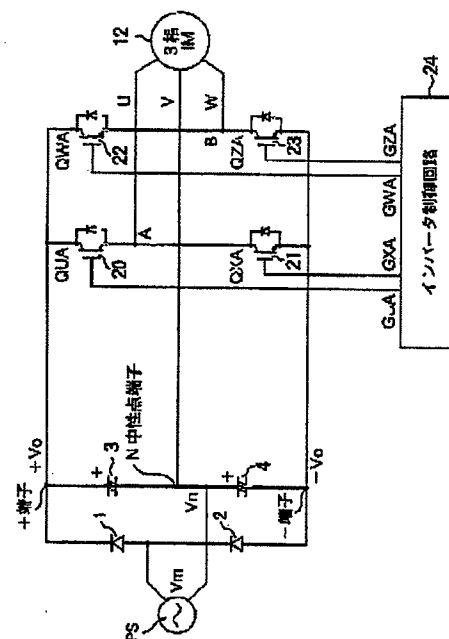 PS
Vm
1
2
+端子
+Vo
+
3
N 中性点端子
Vn
+
4
−端子
−Vo
QUA
20
A
QXA
21
QWA
22
B
QZA
23
U
V
W
12
3相
IM
GUA
GXA
GWA
GZA
インバータ制御回路
24